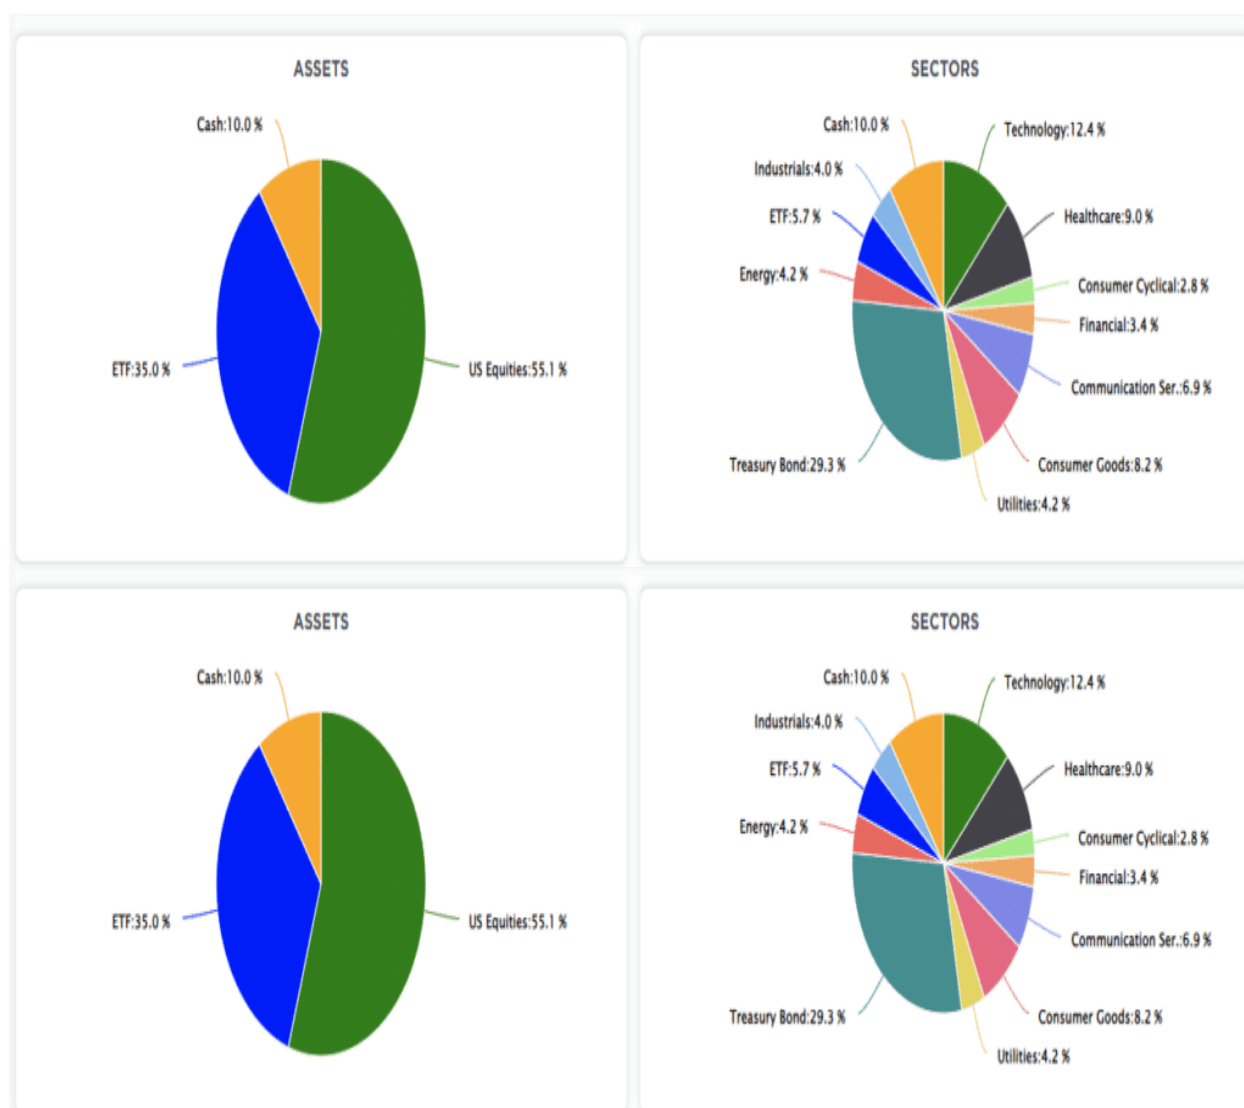 ASSETS
Cash:10.0 %
ETF:35.0 %
US Equities:55.1 %
SECTORS
Cash:10.0 %
Technology:12.4 %
Industrials:4.0 %
ETF:5.7 %
Healthcare:9.0 %
Energy:4.2 %
Consumer Cyclical:2.8 %
Financial:3.4 %
Communication Ser.:6.9 %
Treasury Bond:29.3 %
Consumer Goods:8.2 %
Utilities:4.2 %
ASSETS
Cash:10.0 %
ETF:35.0 %
US Equities:55.1 %
SECTORS
Cash:10.0 %
Technology:12.4 %
Industrials:4.0 %
ETF:5.7 %
Healthcare:9.0 %
Energy:4.2 %
Consumer Cyclical:2.8 %
Financial:3.4 %
Communication Ser.:6.9 %
Treasury Bond:29.3 %
Consumer Goods:8.2 %
Utilities:4.2 %